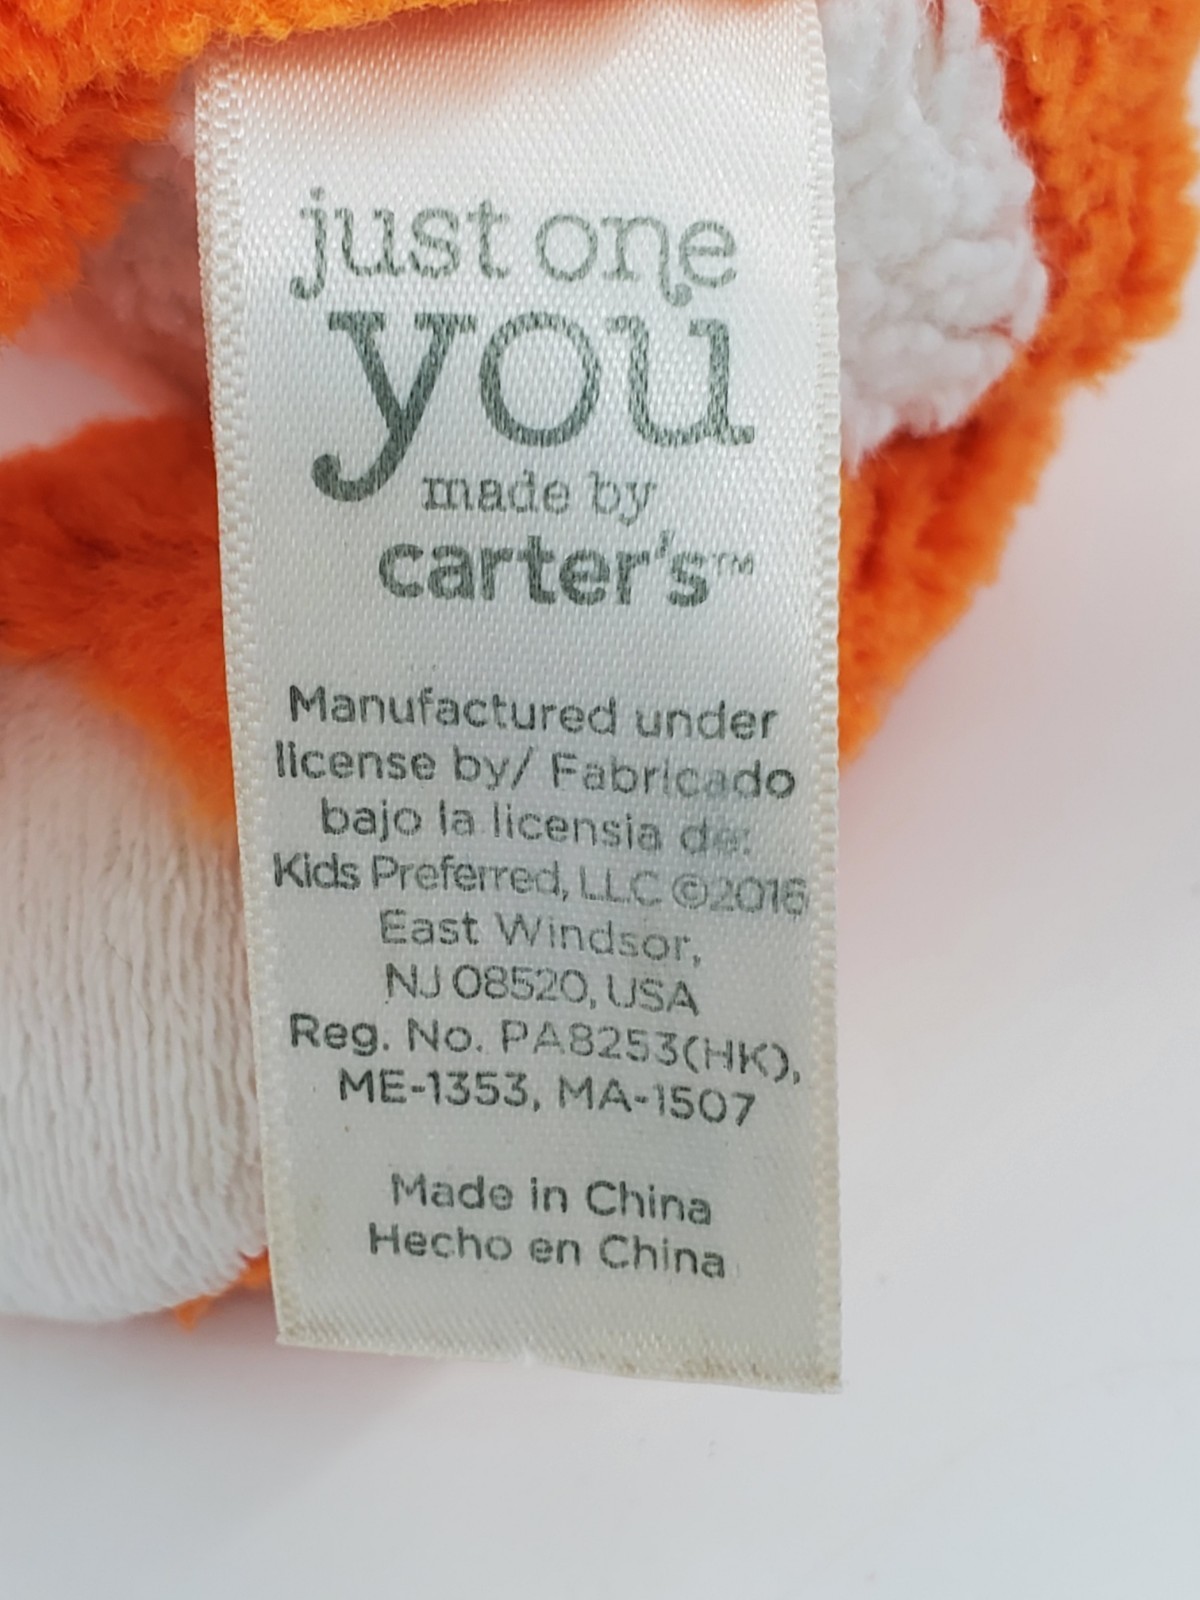 just one
you
made by
carter's™
Manufactured under
license by/ Fabricado
bajo la licensia de:
Kids Preferred, LLC ©2016
East Windsor,
NJ 08520, USA
Reg. No. PA8253(HK),
ME-1353, MA-1507
Made in China
Hecho en China